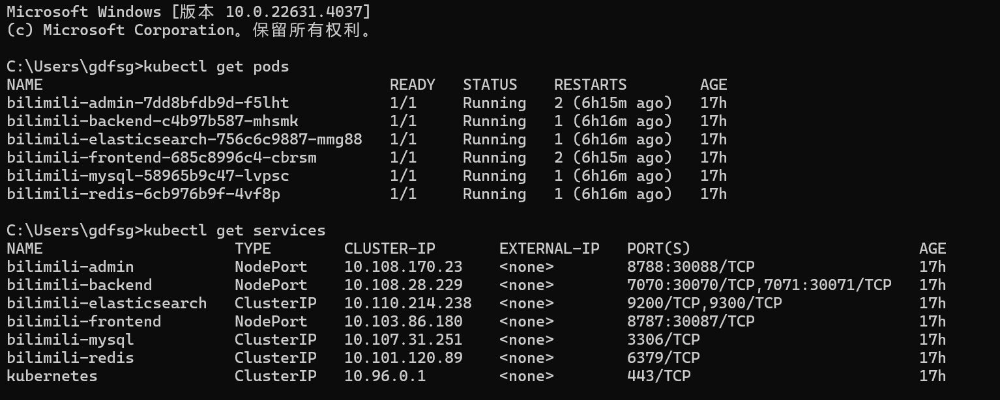 Microsoft Windows [版本 10.0.22631.4037]
(c) Microsoft Corporation。保留所有权利。
C:\Users\gdfsg>kubectl get pods
NAME READY STATUS RESTARTS AGE
bilimili-admin-7dd8bfdb9d-f5lht 1/1 Running 2 (6h15m ago) 17h
bilimili-backend-c4b97b587-mhsmk 1/1 Running 1 (6h16m ago) 17h
bilimili-elasticsearch-756c6c9887-mmg88 1/1 Running 1 (6h16m ago) 17h
bilimili-frontend-685c8996c4-cbrsm 1/1 Running 2 (6h15m ago) 17h
bilimili-mysql-58965b9c47-lvpsc 1/1 Running 1 (6h16m ago) 17h
bilimili-redis-6cb976b9f-4vf8p 1/1 Running 1 (6h16m ago) 17h
C:\Users\gdfsg>kubectl get services
NAME TYPE CLUSTER-IP EXTERNAL-IP PORT(S) AGE
bilimili-admin NodePort 10.108.170.23 <none> 8788:30088/TCP 17h
bilimili-backend NodePort 10.108.28.229 <none> 7070:30070/TCP,7071:30071/TCP 17h
bilimili-elasticsearch ClusterIP 10.110.214.238 <none> 9200/TCP,9300/TCP 17h
bilimili-frontend NodePort 10.103.86.180 <none> 8787:30087/TCP 17h
bilimili-mysql ClusterIP 10.107.31.251 <none> 3306/TCP 17h
bilimili-redis ClusterIP 10.101.120.89 <none> 6379/TCP 17h
kubernetes ClusterIP 10.96.0.1 <none> 443/TCP 17h